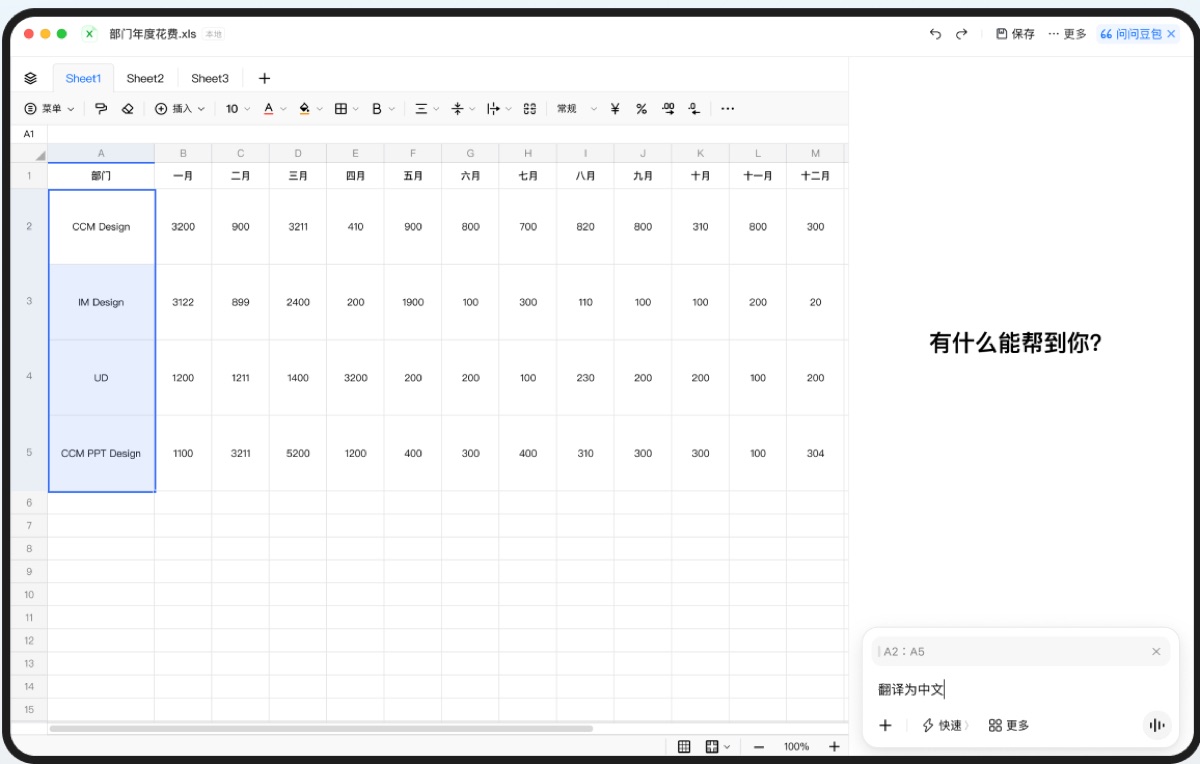 部门年度花费.xls 本地 保存 更多 问问豆包
Sheet1 Sheet2 Sheet3
菜单 插入 10 A B 常规 ¥ %
A1
A B C D E F G H I J K L M
1 部门 一月 二月 三月 四月 五月 六月 七月 八月 九月 十月 十一月 十二月
2 CCM Design 3200 900 3211 410 900 800 700 820 800 310 800 300
3 IM Design 3122 899 2400 200 1900 100 300 110 100 100 200 20
4 UD 1200 1211 1400 3200 200 200 100 230 200 200 100 200
5 CCM PPT Design 1100 3211 5200 1200 400 300 400 310 300 300 100 304
6
7
8
9
10
11
12
13
14
15
100%
有什么能帮到你?
A2：A5
翻译为中文
快速 更多